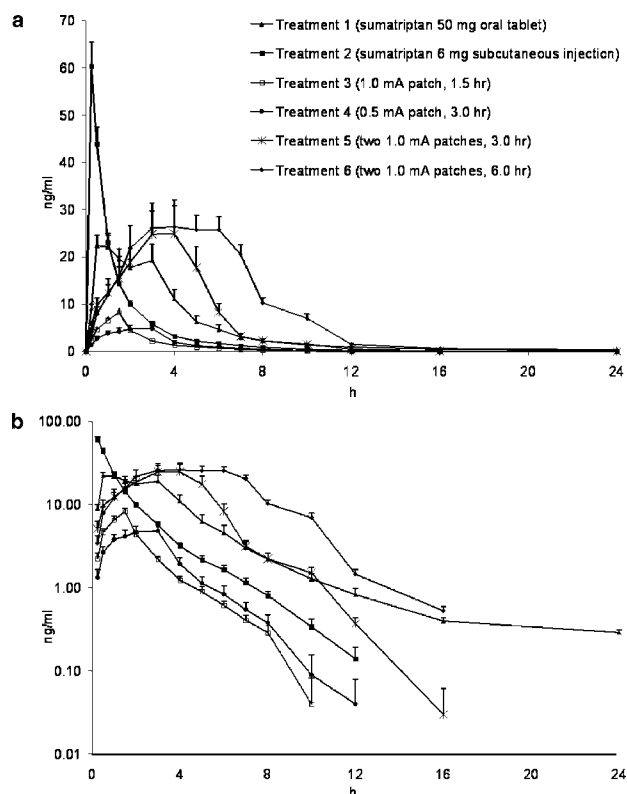 a
70
60
50
40
30
20
10
0
ng/ml
Treatment 1 (sumatriptan 50 mg oral tablet)
Treatment 2 (sumatriptan 6 mg subcutaneous injection)
Treatment 3 (1.0 mA patch, 1.5 hr)
Treatment 4 (0.5 mA patch, 3.0 hr)
Treatment 5 (two 1.0 mA patches, 3.0 hr)
Treatment 6 (two 1.0 mA patches, 6.0 hr)
0 4 8 12 16 20 24
h
b
100.00
10.00
1.00
0.10
0.01
ng/ml
0 4 8 12 16 20 24
h